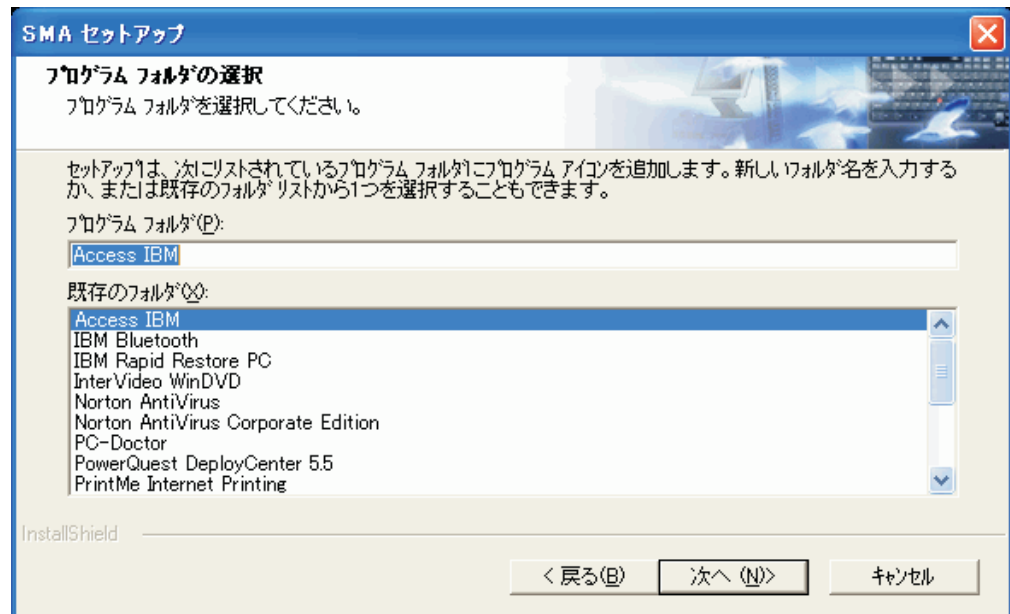 SMA セットアップ
プログラム フォルダの選択
プログラム フォルダを選択してください。
セットアップは、次にリストされているプログラム フォルダにプログラム アイコンを追加します。新しいフォルダ名を入力する
か、または既存のフォルダ リストから1つを選択することもできます。
プログラム フォルダ(P):
Access IBM
既存のフォルダ(X):
Access IBM
IBM Bluetooth
IBM Rapid Restore PC
InterVideo WinDVD
Norton AntiVirus
Norton AntiVirus Corporate Edition
PC-Doctor
PowerQuest DeployCenter 5.5
PrintMe Internet Printing
InstallShield
< 戻る(B) 次へ (N)> キャンセル